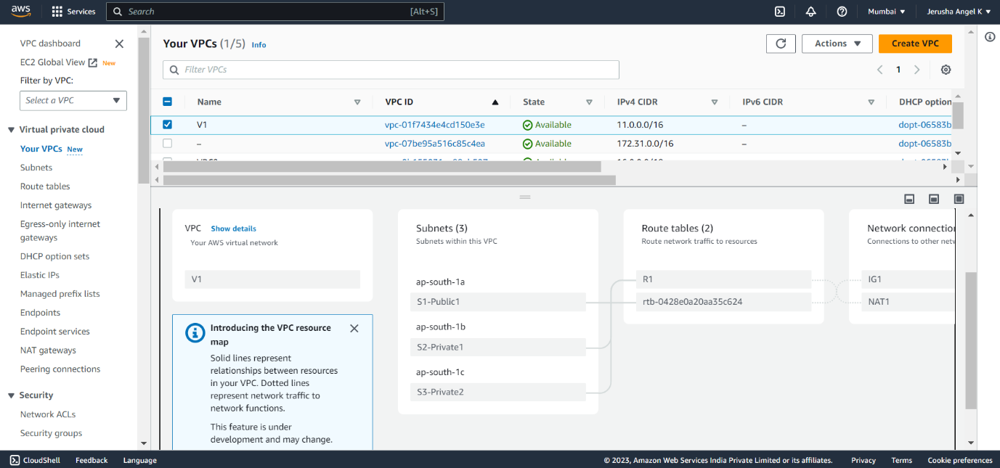 aws
Services
Search [Alt+S]
Mumbai ▼
Jerusha Angel K ▼
VPC dashboard
EC2 Global View New
Filter by VPC:
Select a VPC
Virtual private cloud
Your VPCs New
Subnets
Route tables
Internet gateways
Egress-only internet
gateways
DHCP option sets
Elastic IPs
Managed prefix lists
Endpoints
Endpoint services
NAT gateways
Peering connections
Security
Network ACLs
Security groups
Your VPCs (1/5) Info
Actions ▼
Create VPC
Filter VPCs
1
Name VPC ID State IPv4 CIDR IPv6 CIDR DHCP option
V1 vpc-01f7434e4cd150e3e Available 11.0.0.0/16 – dopt-06583b
– vpc-07be95a516c85c4ea Available 172.31.0.0/16 – dopt-06583b
VPC Show details
Your AWS virtual network
V1
Introducing the VPC resource
map
Solid lines represent
relationships between resources
in your VPC. Dotted lines
represent network traffic to
network functions.
This feature is under
development and may change.
Subnets (3)
Subnets within this VPC
ap-south-1a
S1-Public1
ap-south-1b
S2-Private1
ap-south-1c
S3-Private2
Route tables (2)
Route network traffic to resources
R1
rtb-0428e0a20aa35c624
Network connection
Connections to other netw
IG1
NAT1
CloudShell Feedback Language
© 2023, Amazon Web Services India Private Limited or its affiliates. Privacy Terms Cookie preferences